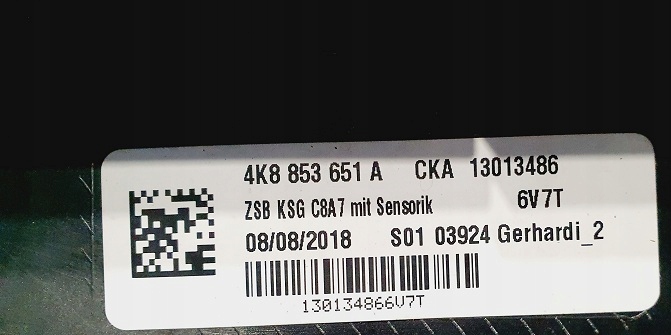 4K8 853 651 A CKA 13013486
ZSB KSG C8A7 mit Sensorik 6V7T
08/08/2018 S01 03924 Gerhardi_2
130134866V7T